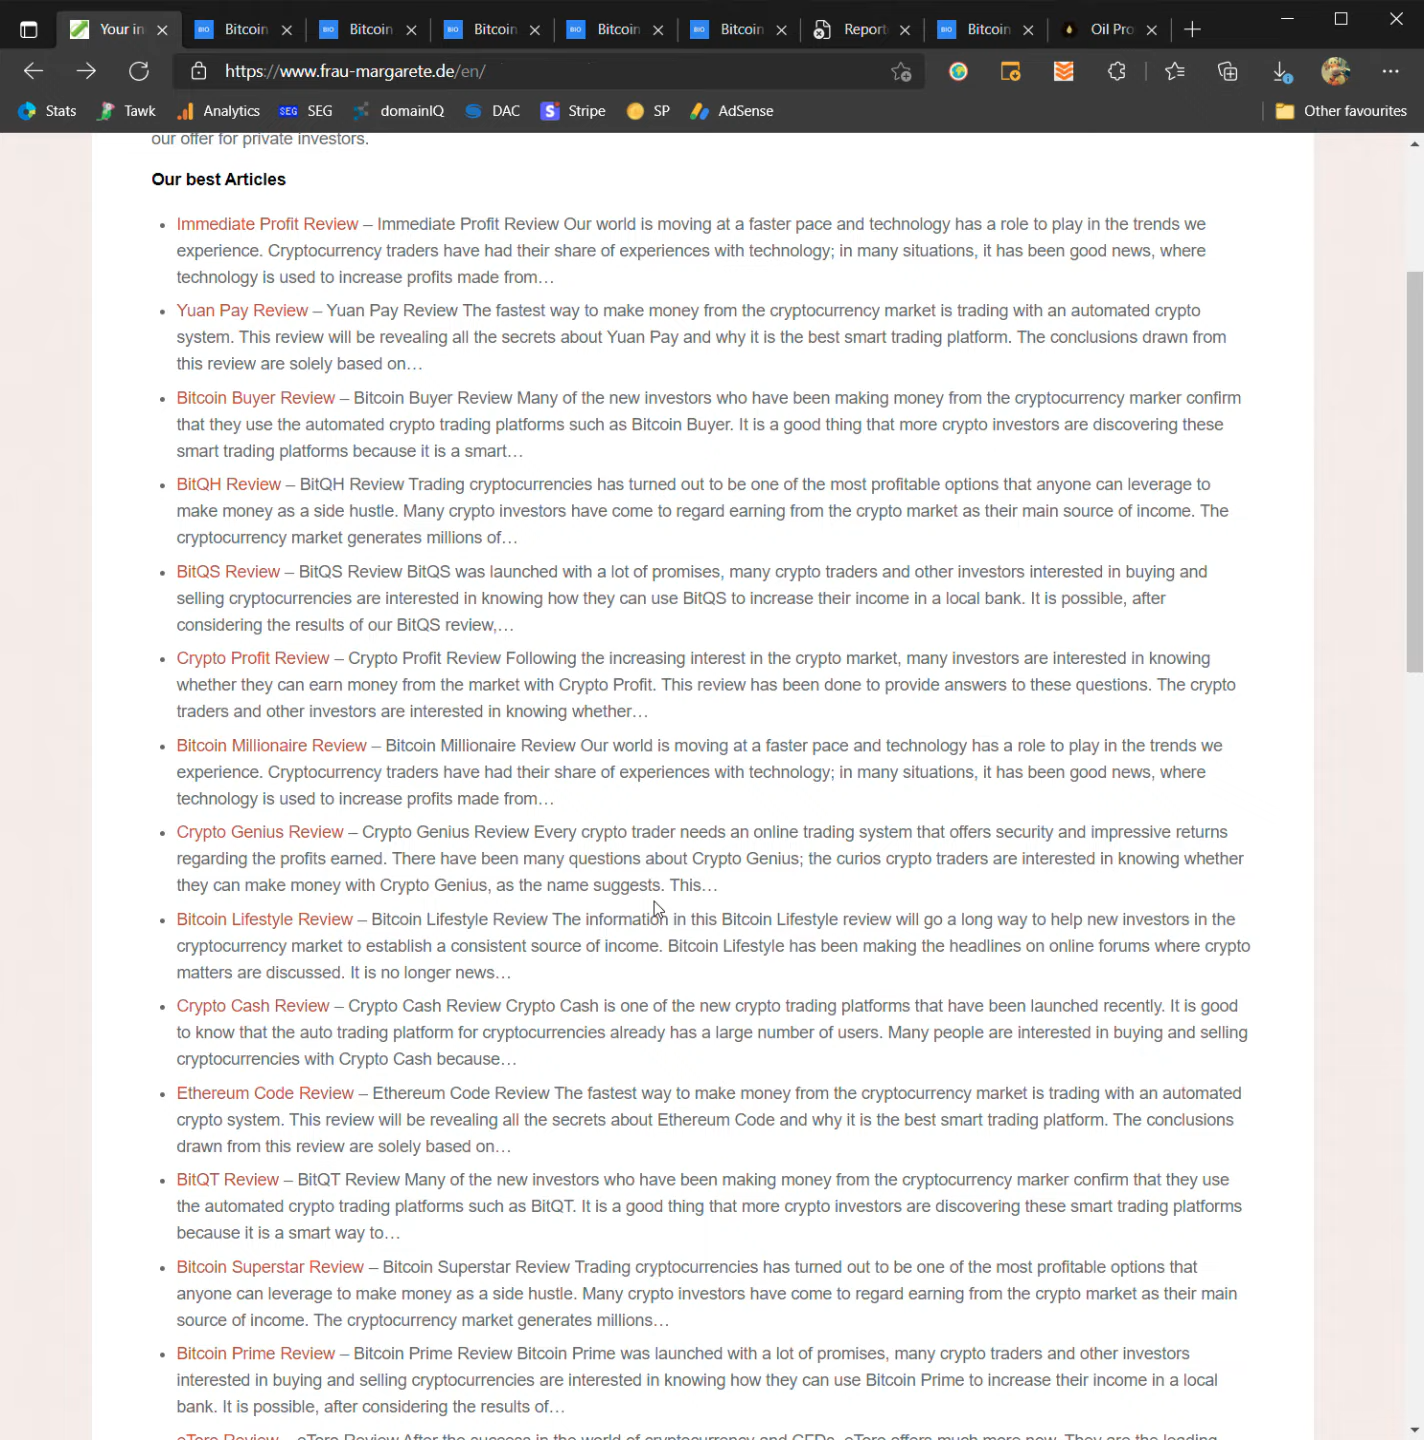 Your in
Bitcoin
Bitcoin
Bitcoin
Bitcoin
Bitcoin
Report
Bitcoin
Oil Pro
https://www.frau-margarete.de/en/
Stats
Tawk
Analytics
SEG SEG
domainIQ
DAC
Stripe
SP
AdSense
Other favourites
our offer for private investors.
Our best Articles
Immediate Profit Review – Immediate Profit Review Our world is moving at a faster pace and technology has a role to play in the trends we
experience. Cryptocurrency traders have had their share of experiences with technology; in many situations, it has been good news, where
technology is used to increase profits made from…
Yuan Pay Review – Yuan Pay Review The fastest way to make money from the cryptocurrency market is trading with an automated crypto
system. This review will be revealing all the secrets about Yuan Pay and why it is the best smart trading platform. The conclusions drawn from
this review are solely based on…
Bitcoin Buyer Review – Bitcoin Buyer Review Many of the new investors who have been making money from the cryptocurrency marker confirm
that they use the automated crypto trading platforms such as Bitcoin Buyer. It is a good thing that more crypto investors are discovering these
smart trading platforms because it is a smart…
BitQH Review – BitQH Review Trading cryptocurrencies has turned out to be one of the most profitable options that anyone can leverage to
make money as a side hustle. Many crypto investors have come to regard earning from the crypto market as their main source of income. The
cryptocurrency market generates millions of…
BitQS Review – BitQS Review BitQS was launched with a lot of promises, many crypto traders and other investors interested in buying and
selling cryptocurrencies are interested in knowing how they can use BitQS to increase their income in a local bank. It is possible, after
considering the results of our BitQS review,…
Crypto Profit Review – Crypto Profit Review Following the increasing interest in the crypto market, many investors are interested in knowing
whether they can earn money from the market with Crypto Profit. This review has been done to provide answers to these questions. The crypto
traders and other investors are interested in knowing whether…
Bitcoin Millionaire Review – Bitcoin Millionaire Review Our world is moving at a faster pace and technology has a role to play in the trends we
experience. Cryptocurrency traders have had their share of experiences with technology; in many situations, it has been good news, where
technology is used to increase profits made from…
Crypto Genius Review – Crypto Genius Review Every crypto trader needs an online trading system that offers security and impressive returns
regarding the profits earned. There have been many questions about Crypto Genius; the curios crypto traders are interested in knowing whether
they can make money with Crypto Genius, as the name suggests. This…
Bitcoin Lifestyle Review – Bitcoin Lifestyle Review The information in this Bitcoin Lifestyle review will go a long way to help new investors in the
cryptocurrency market to establish a consistent source of income. Bitcoin Lifestyle has been making the headlines on online forums where crypto
matters are discussed. It is no longer news…
Crypto Cash Review – Crypto Cash Review Crypto Cash is one of the new crypto trading platforms that have been launched recently. It is good
to know that the auto trading platform for cryptocurrencies already has a large number of users. Many people are interested in buying and selling
cryptocurrencies with Crypto Cash because…
Ethereum Code Review – Ethereum Code Review The fastest way to make money from the cryptocurrency market is trading with an automated
crypto system. This review will be revealing all the secrets about Ethereum Code and why it is the best smart trading platform. The conclusions
drawn from this review are solely based on…
BitQT Review – BitQT Review Many of the new investors who have been making money from the cryptocurrency marker confirm that they use
the automated crypto trading platforms such as BitQT. It is a good thing that more crypto investors are discovering these smart trading platforms
because it is a smart way to…
Bitcoin Superstar Review – Bitcoin Superstar Review Trading cryptocurrencies has turned out to be one of the most profitable options that
anyone can leverage to make money as a side hustle. Many crypto investors have come to regard earning from the crypto market as their main
source of income. The cryptocurrency market generates millions…
Bitcoin Prime Review – Bitcoin Prime Review Bitcoin Prime was launched with a lot of promises, many crypto traders and other investors
interested in buying and selling cryptocurrencies are interested in knowing how they can use Bitcoin Prime to increase their income in a local
bank. It is possible, after considering the results of…
eToro Review – eToro Review After the success in the world of cryptocurrency and CFDs, eToro offers much more now. They are the leading